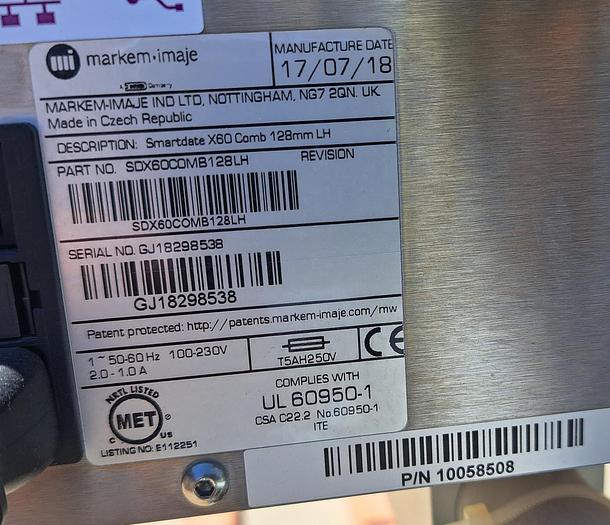 markem·imaje
MANUFACTURE DATE
17/07/18
a DOVER Company
MARKEM-IMAJE IND LTD, NOTTINGHAM, NG7 2QN. UK.
Made in Czech Republic
DESCRIPTION: Smartdate X60 Comb 128mm LH
PART NO. SDX60COMB128LH REVISION
SDX60COMB128LH
SERIAL NO. GJ18298538
GJ18298538
Patent protected: http://patents.markem-imaje.com/mw
1 ~ 50-60 Hz 100-230V
2.0 - 1.0 A
T5AH250V
CE
NRTL LISTED
MET ®
C US
LISTING NO: E112251
COMPLIES WITH
UL 60950-1
CSA C22.2 No.60950-1
ITE
P/N 10058508